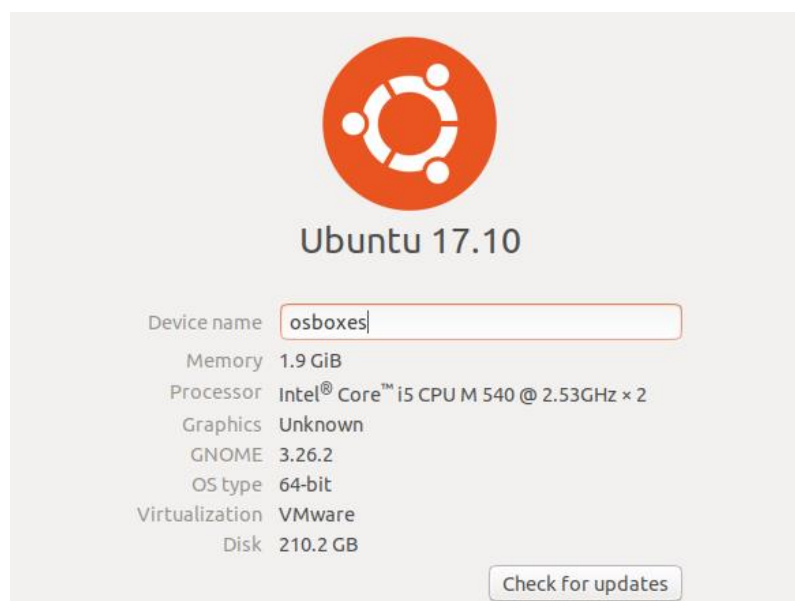 Ubuntu 17.10
Device name osboxes
Memory 1.9 GiB
Processor Intel® Core™ i5 CPU M 540 @ 2.53GHz × 2
Graphics Unknown
GNOME 3.26.2
OS type 64-bit
Virtualization VMware
Disk 210.2 GB
Check for updates